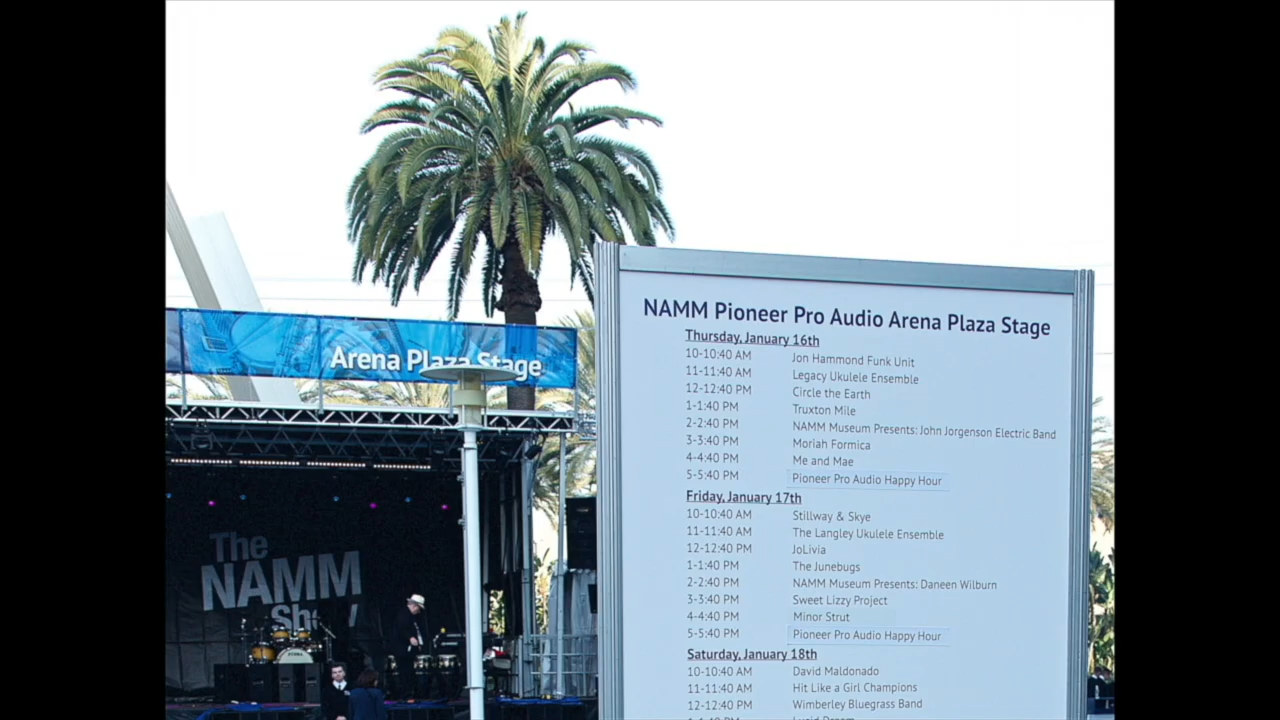 NAMM Pioneer Pro Audio Arena Plaza Stage
Thursday, January 16th
10-10:40 AM Jon Hammond Funk Unit
11-11:40 AM Legacy Ukulele Ensemble
12-12:40 PM Circle the Earth
1-1:40 PM Truxton Mile
2-2:40 PM NAMM Museum Presents: John Jorgenson Electric Band
3-3:40 PM Moriah Formica
4-4:40 PM Me and Mae
5-5:40 PM Pioneer Pro Audio Happy Hour
Friday, January 17th
10-10:40 AM Stillway & Skye
11-11:40 AM The Langley Ukulele Ensemble
12-12:40 PM JoLivia
1-1:40 PM The Junebugs
2-2:40 PM NAMM Museum Presents: Daneen Wilburn
3-3:40 PM Sweet Lizzy Project
4-4:40 PM Minor Strut
5-5:40 PM Pioneer Pro Audio Happy Hour
Saturday, January 18th
10-10:40 AM David Maldonado
11-11:40 AM Hit Like a Girl Champions
12-12:40 PM Wimberley Bluegrass Band
Arena Plaza Stage
The
NAMM
Show
TAMA